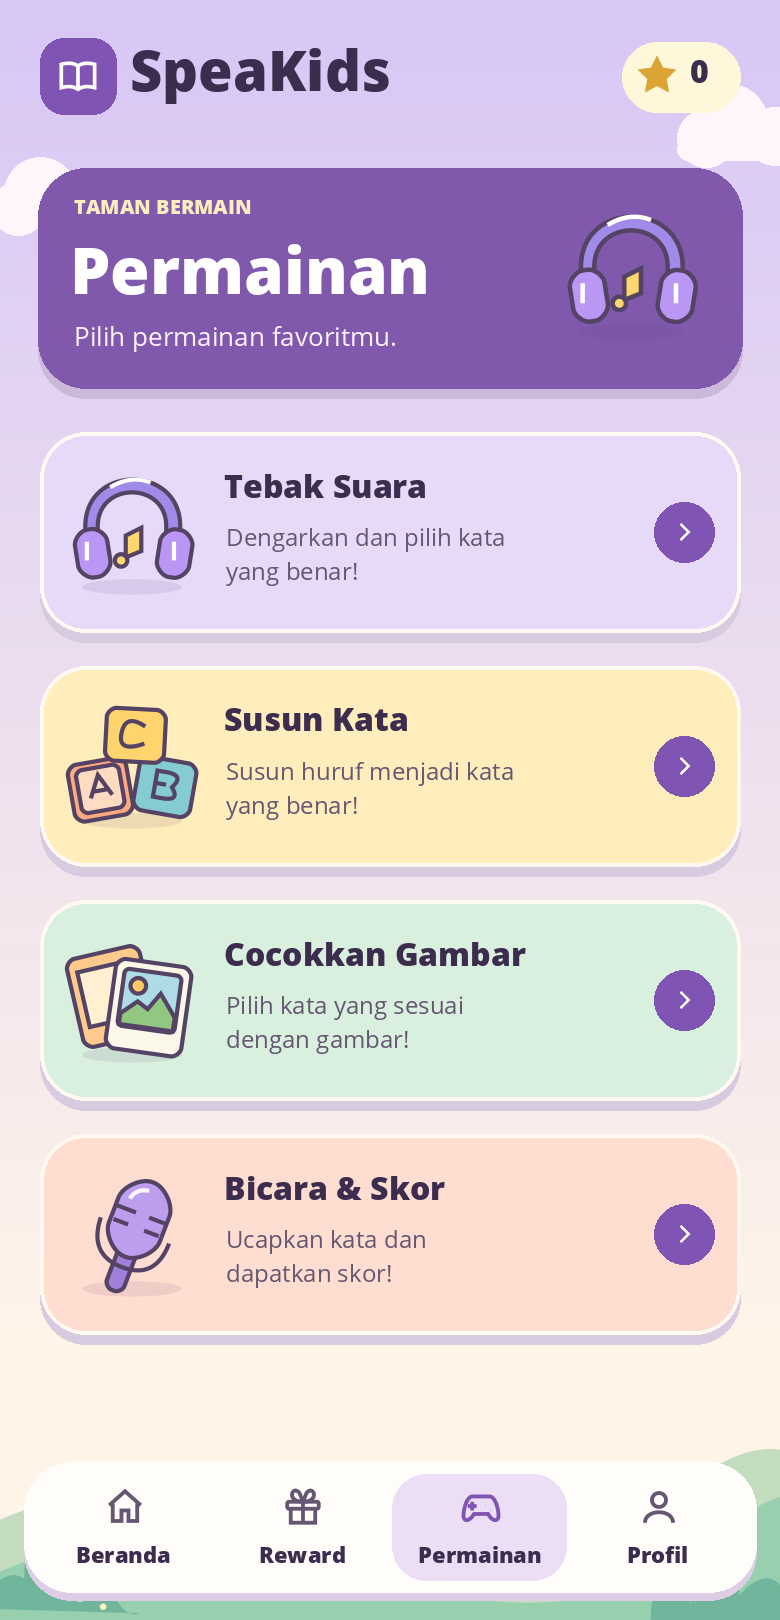 SpeaKids
0
TAMAN BERMAIN
Permainan
Pilih permainan favoritmu.
Tebak Suara
Dengarkan dan pilih kata
yang benar!
C
A B
Susun Kata
Susun huruf menjadi kata
yang benar!
Cocokkan Gambar
Pilih kata yang sesuai
dengan gambar!
Bicara & Skor
Ucapkan kata dan
dapatkan skor!
Beranda Reward Permainan Profil